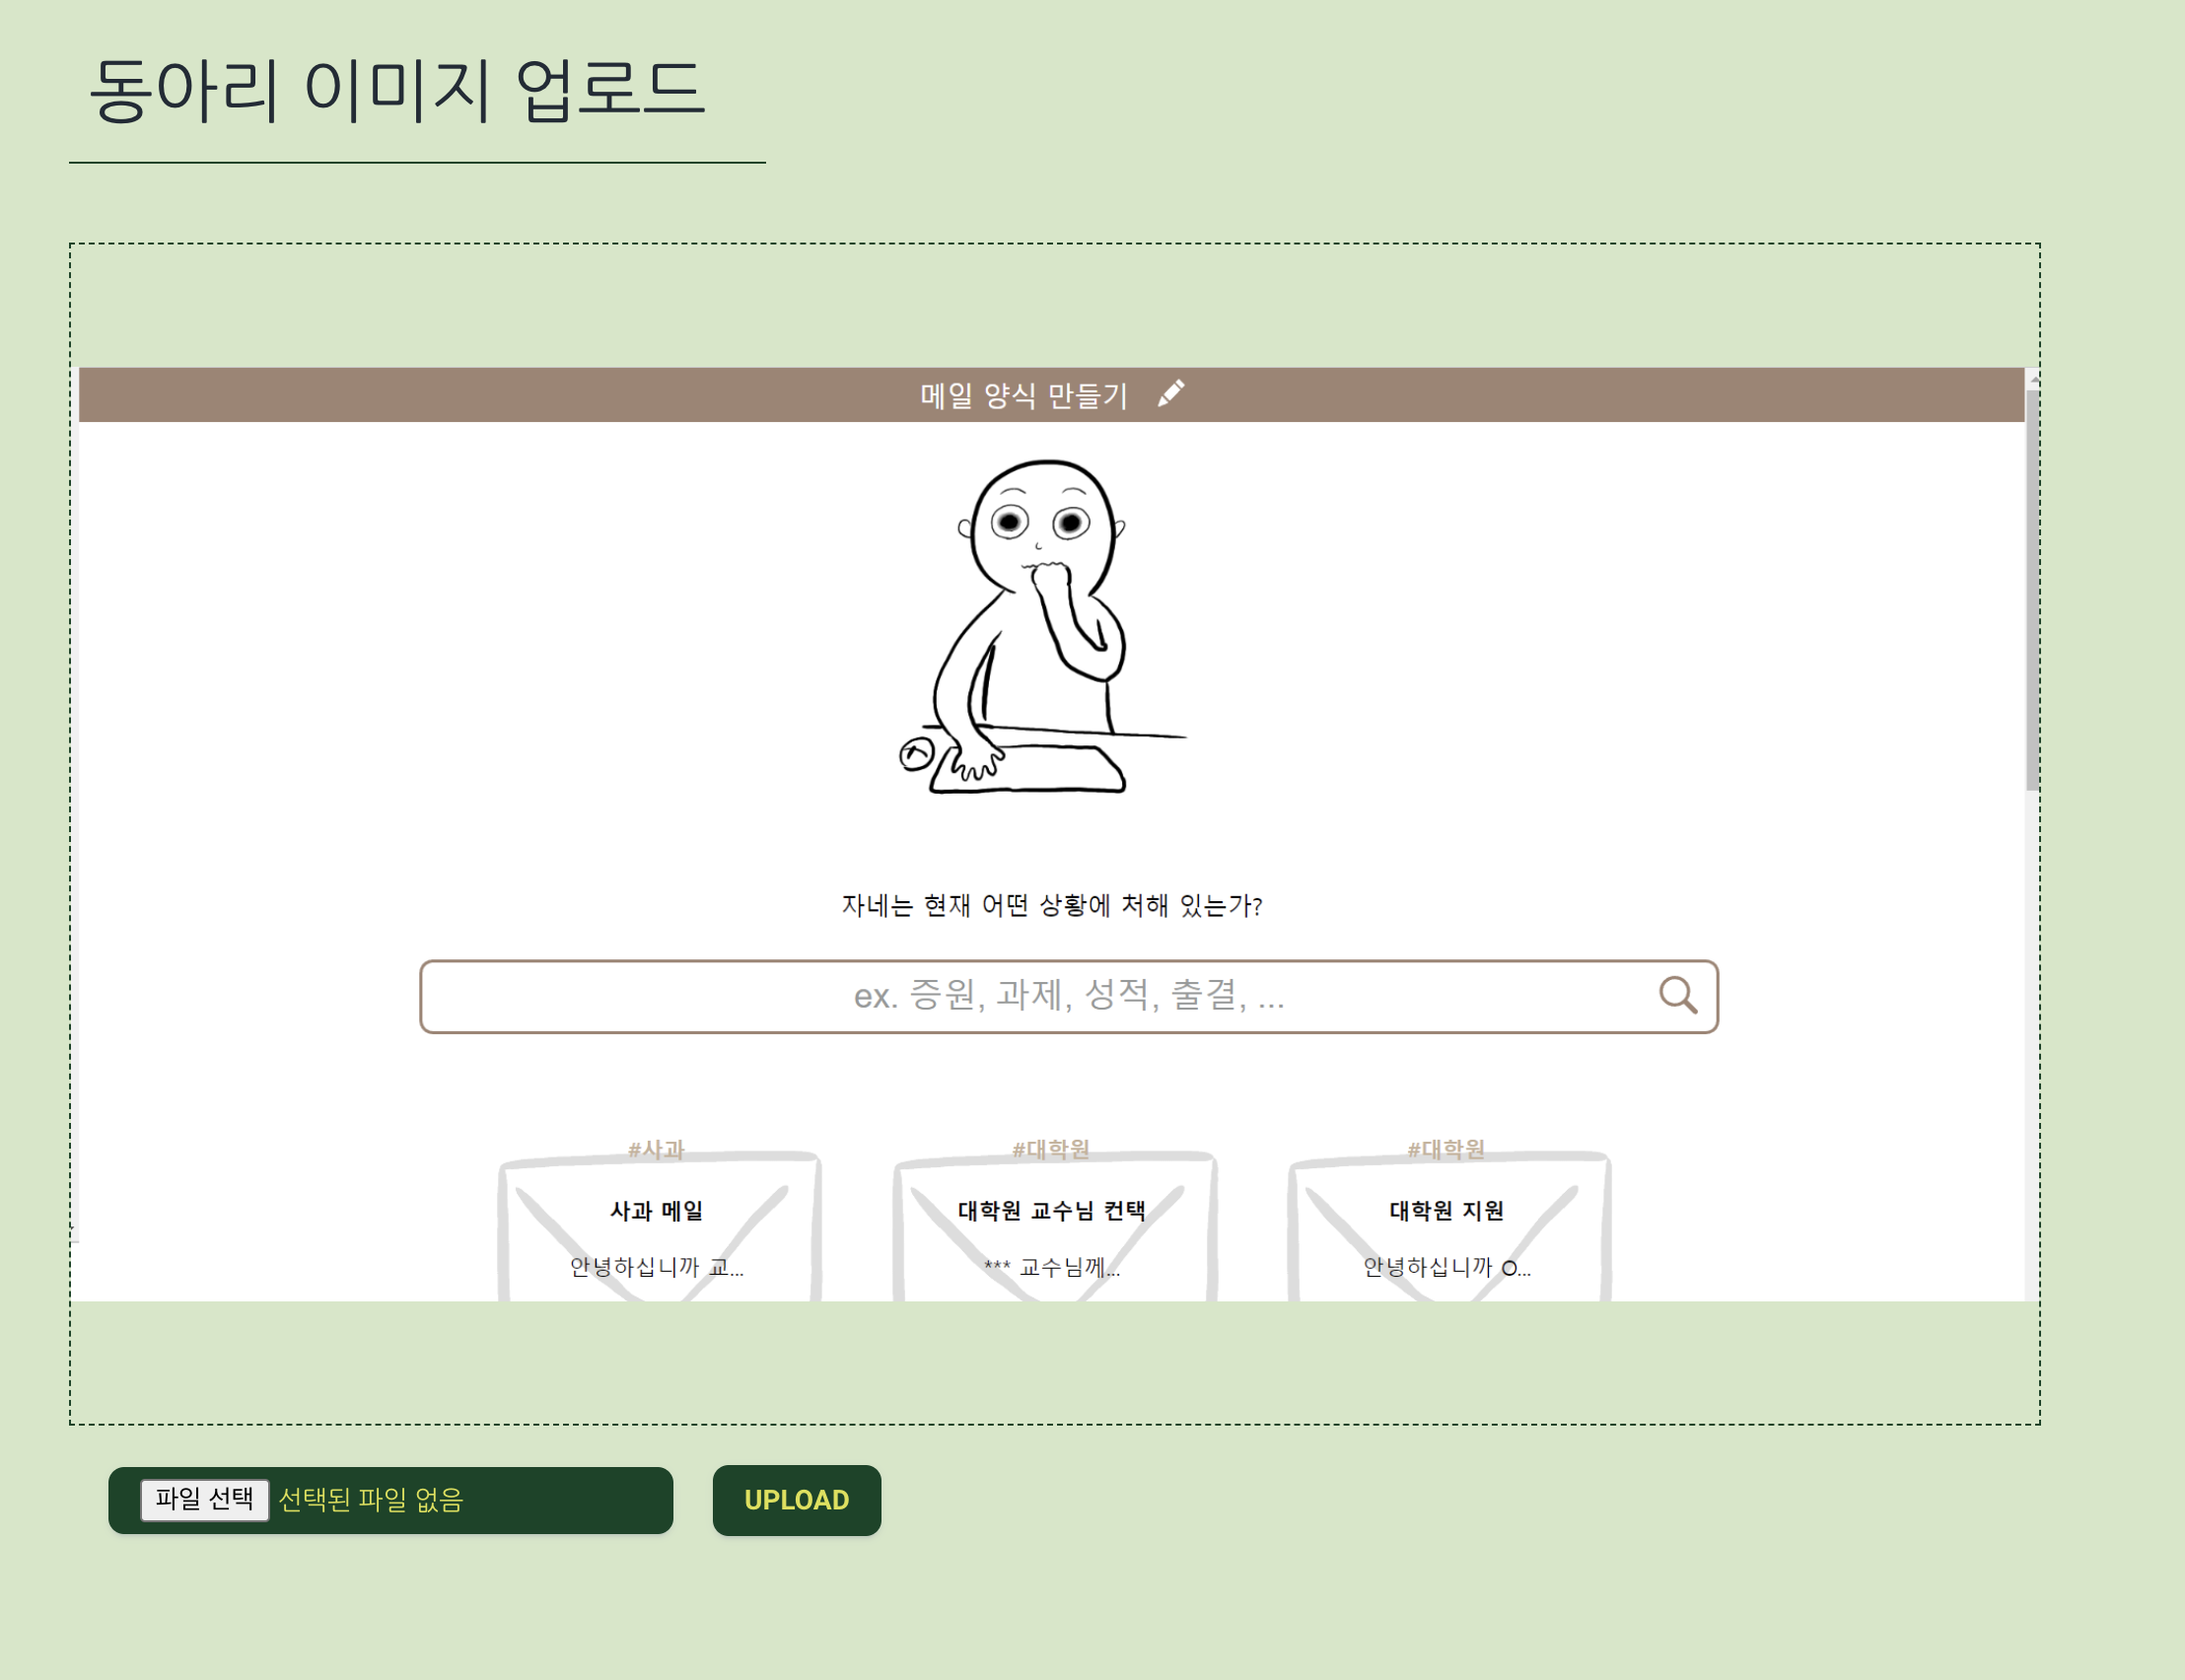 동아리 이미지 업로드
메일 양식 만들기
자네는 현재 어떤 상황에 처해 있는가?
ex. 증원, 과제, 성적, 출결, ...
#사과
사과 메일
안녕하십니까 교...
#대학원
대학원 교수님 컨택
*** 교수님께...
#대학원
대학원 지원
안녕하십니까 O...
파일 선택 선택된 파일 없음
UPLOAD